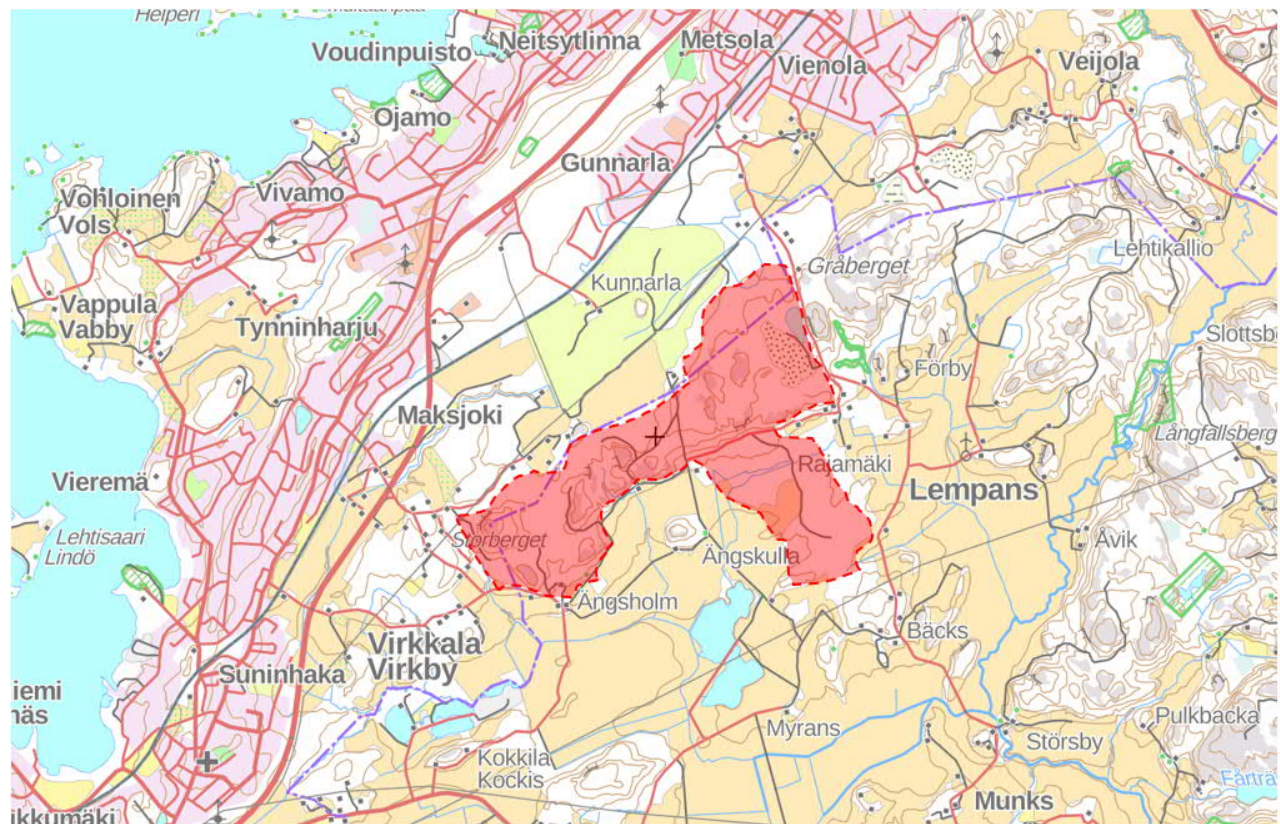 Helperi
Neitsytlinna
Voudinpuisto
Metsola
Vienola
Veijola
Ojamo
Gunnarla
Vivamo
Vohloinen
Vols
Lehtikallio
Gråberget
Kunnarla
Vappula
Vabby
Tynninharju
Förby
Maksjoki
Långfallsberg
Rajamäki
Vieremä
Lempans
Lehtisaari
Lindö
Storberget
Åvik
Ängskulla
Ängsholm
Bäcks
Virkkala
Virkby
Suninhaka
Myrans
Pulkbacka
Störsby
Kokkila
Kockis
Munks